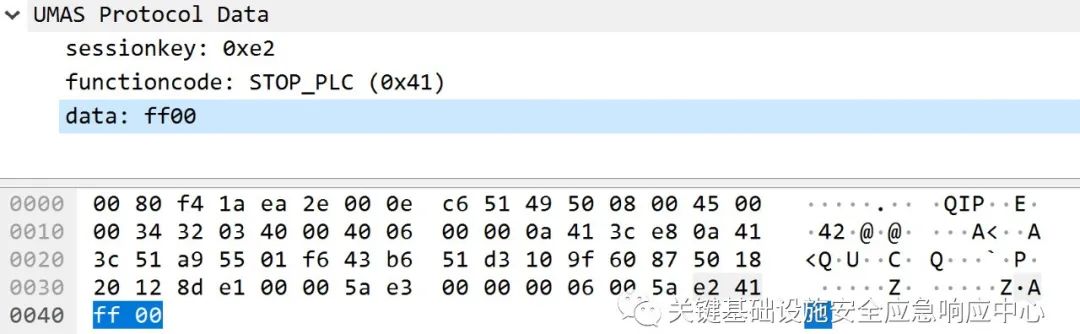 UMAS Protocol Data
sessionkey: 0xe2
functioncode: STOP_PLC (0x41)
data: ff00
0000 00 80 f4 1a ea 2e 00 0e c6 51 49 50 08 00 45 00 ·····.·· ·QIP··E·
0010 00 34 32 03 40 00 40 06 00 00 0a 41 3c e8 0a 41 ·42·@·@· ···A<··A
0020 3c 51 a9 55 01 f6 43 b6 51 d3 10 9f 60 87 50 18 <Q·U··C· Q···`·P·
0030 20 12 8d e1 00 00 5a e3 00 00 00 06 00 5a e2 41 ·····Z· ·····Z·A
0040 ff 00 ··
关键基础设施安全应急响应中心